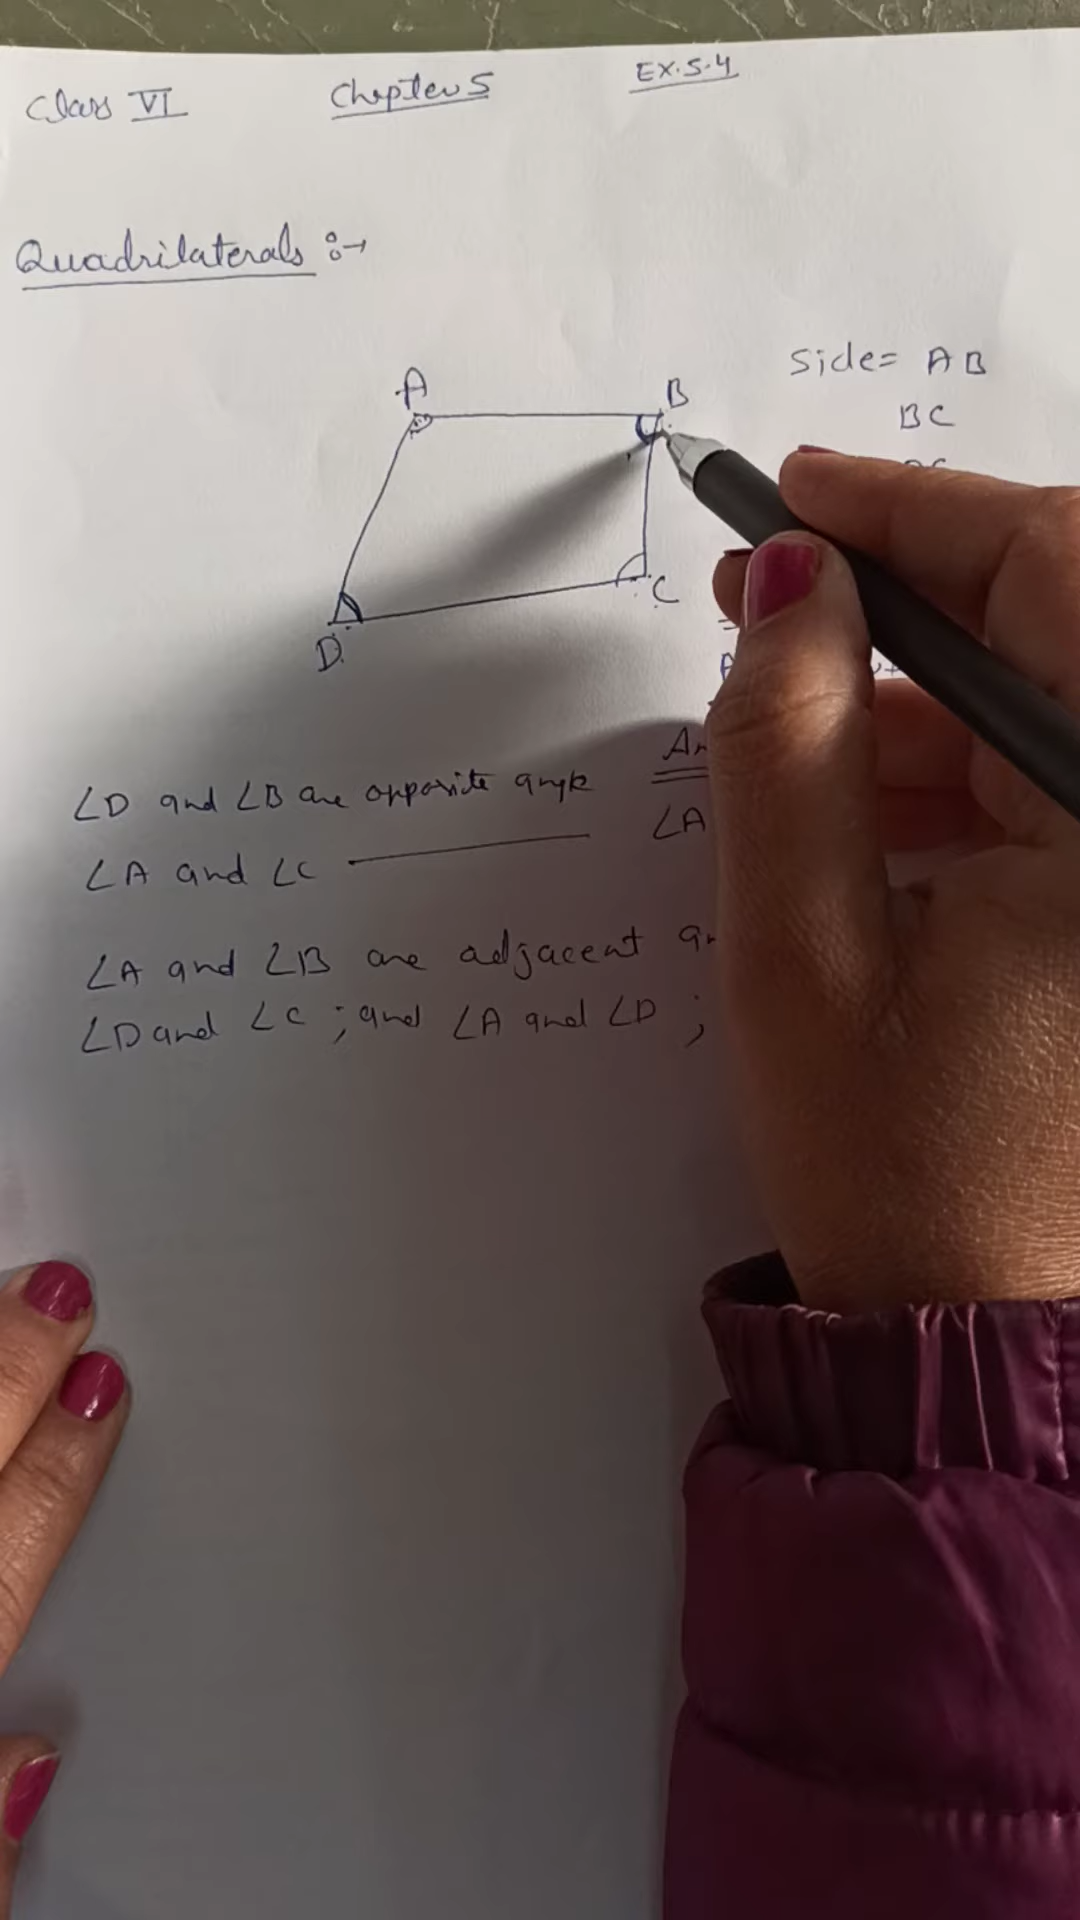 Class VI Chapter 5 EX.5.4
Quadrilaterals :→
A
B
C
D
Side= AB
BC
∠D and ∠B are opposite angle
∠A and ∠C
∠A
∠A and ∠B are adjacent
∠D and ∠C ; and ∠A and ∠D ;